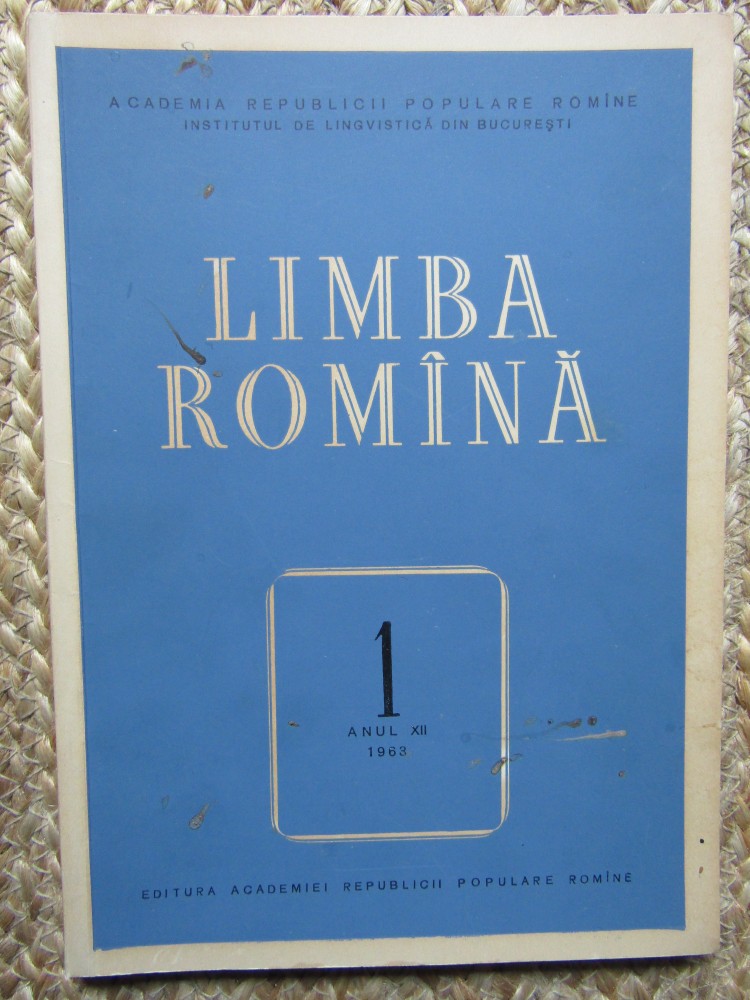 ACADEMIA REPUBLICII POPULARE ROMÎNE
INSTITUTUL DE LINGVISTICĂ DIN BUCUREȘTI
LIMBA
ROMÎNĂ
1
ANUL XII
1963
EDITURA ACADEMIEI REPUBLICII POPULARE ROMÎNE